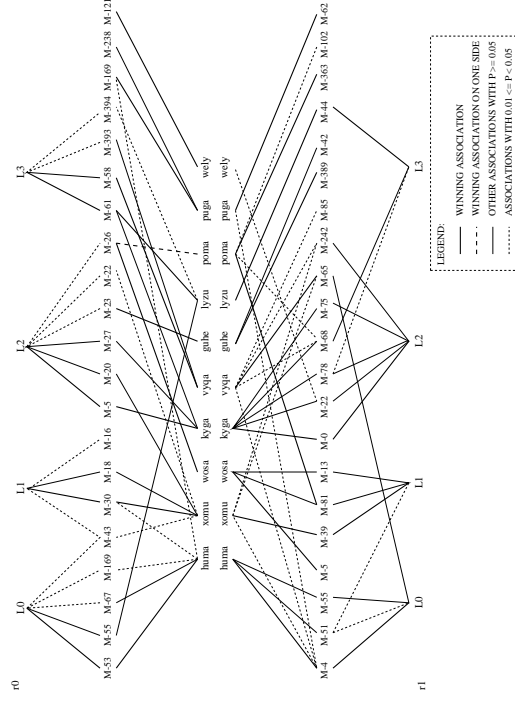 r0
L0 L1 L2 L3
M-53 M-55 M-67 M-169 M-43 M-30 M-18 M-16 M-5 M-20 M-27 M-23 M-22 M-26 M-61 M-58 M-393 M-394 M-169 M-238 M-121
huma xomu wosa kyga vyqa guhe lyzu poma puga wely
huma xomu wosa kyga vyqa guhe lyzu poma puga wely
M-4 M-51 M-55 M-5 M-39 M-81 M-13 M-0 M-22 M-78 M-68 M-75 M-65 M-242 M-85 M-389 M-42 M-44 M-363 M-102 M-62
L0 L1 L2 L3
r1
LEGEND:
WINNING ASSOCIATION
WINNING ASSOCIATION ON ONE SIDE
OTHER ASSOCIATIONS WITH P >= 0.05
ASSOCIATIONS WITH 0.01 <= P < 0.05